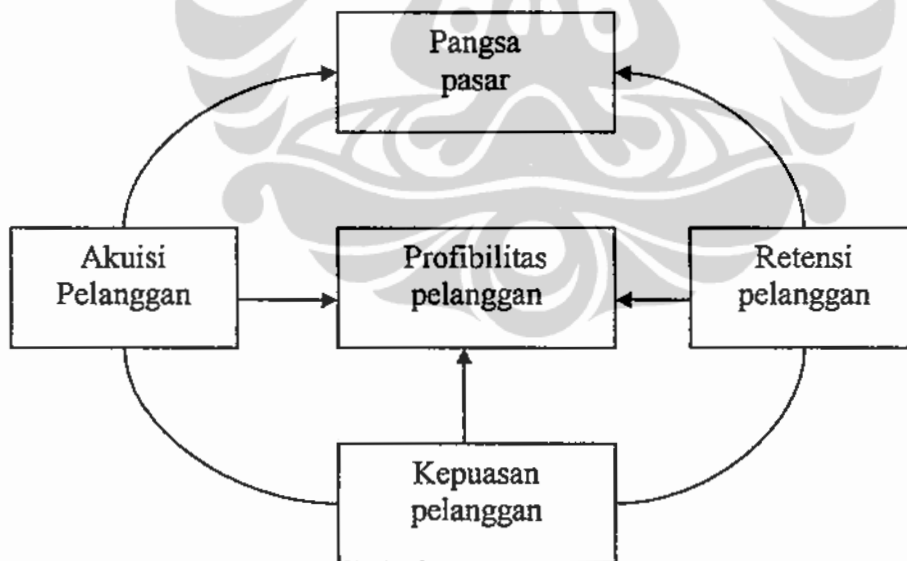 Pangsa
pasar
Akuisi
Pelanggan
Profibilitas
pelanggan
Retensi
pelanggan
Kepuasan
pelanggan